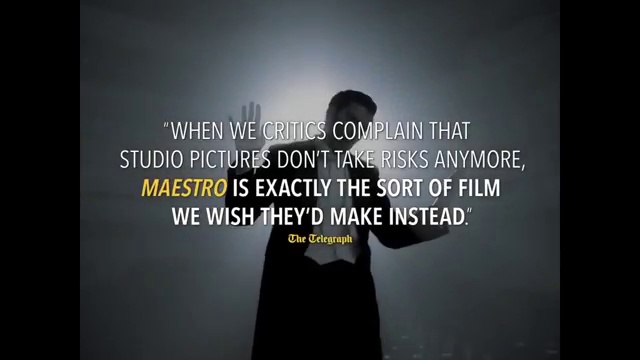 "WHEN WE CRITICS COMPLAIN THAT
STUDIO PICTURES DON'T TAKE RISKS ANYMORE,
MAESTRO IS EXACTLY THE SORT OF FILM
WE WISH THEY'D MAKE INSTEAD."
The Telegraph